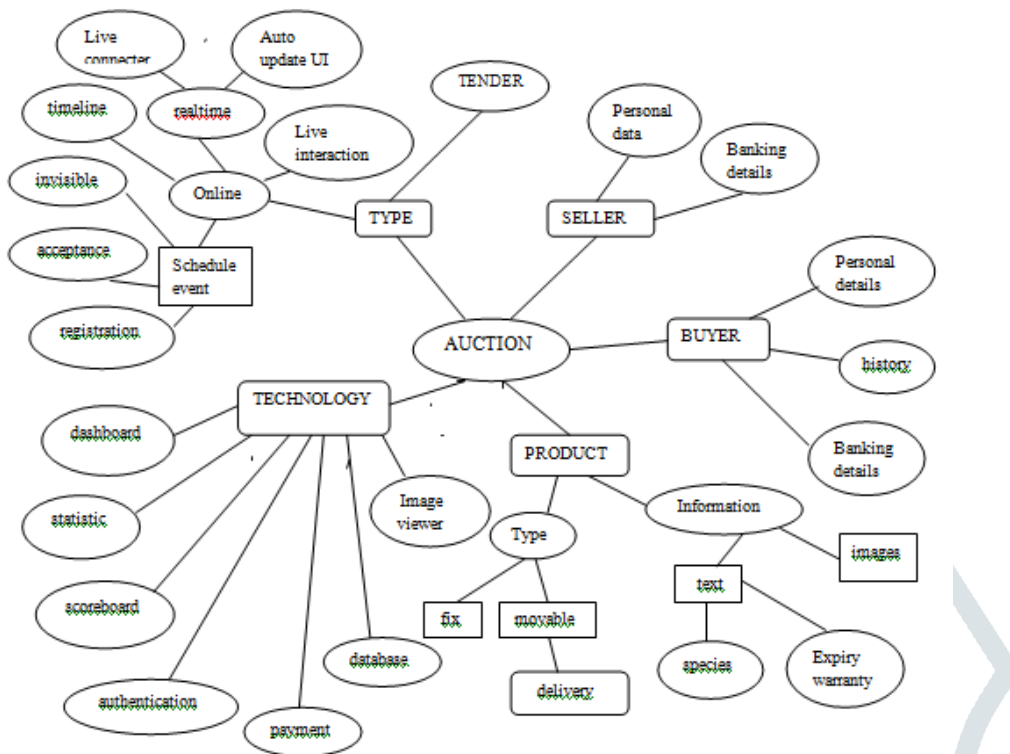 Live
connecter
Auto
update UI
TENDER
timeline
realtime
Live
interaction
Personal
data
Banking
details
invisible
Online
TYPE
SELLER
acceptance
Schedule
event
Personal
details
registration
AUCTION
BUYER
history
TECHNOLOGY
dashboard
PRODUCT
Banking
details
Image
viewer
Information
statistic
Type
images
text
scoreboard
fix
movable
database
species
Expiry
warranty
authentication
delivery
payment